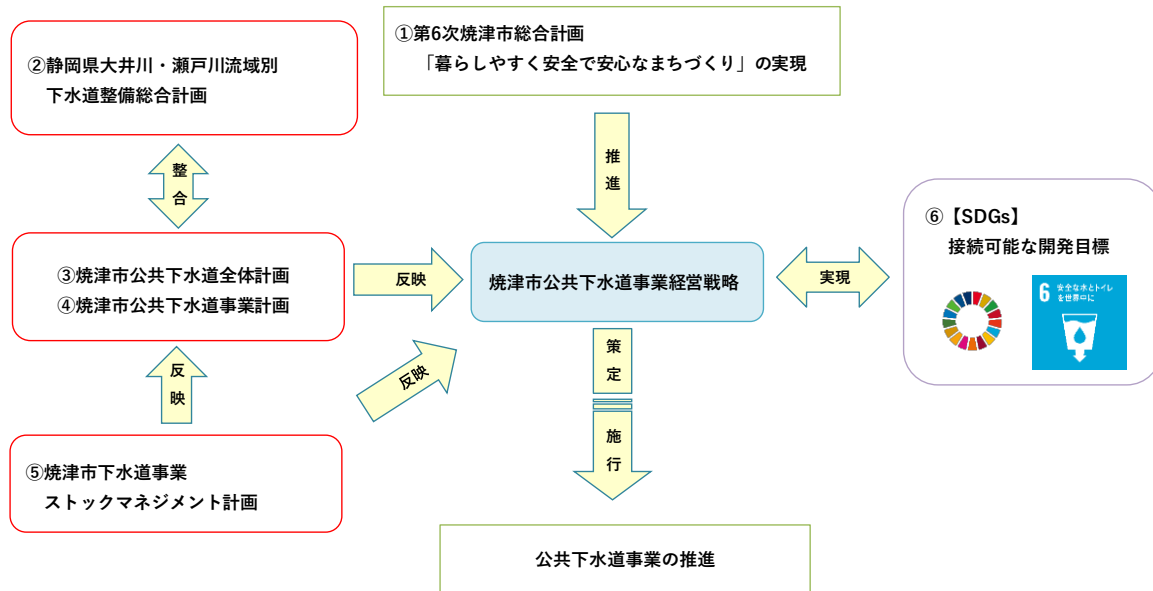 ①第6次焼津市総合計画
「暮らしやすく安全で安心なまちづくり」の実現
②静岡県大井川・瀬戸川流域別
下水道整備総合計画
推進
整合
⑥【SDGs】
接続可能な開発目標
6 安全な水とトイレ
を世界中に
③焼津市公共下水道全体計画
④焼津市公共下水道事業計画
反映
焼津市公共下水道事業経営戦略
実現
反映
反映
策定
施行
⑤焼津市下水道事業
ストックマネジメント計画
公共下水道事業の推進